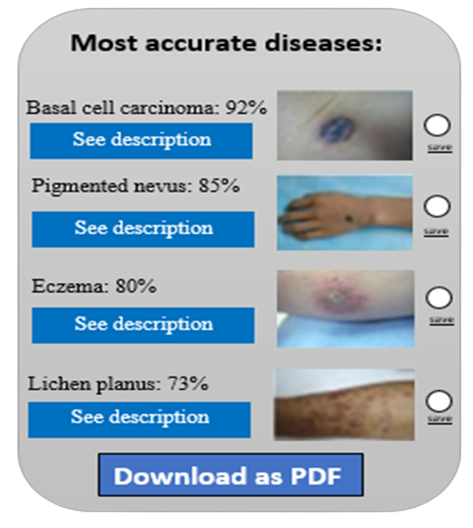 Most accurate diseases:
Basal cell carcinoma: 92%
See description
save
Pigmented nevus: 85%
See description
save
Eczema: 80%
See description
save
Lichen planus: 73%
See description
save
Download as PDF